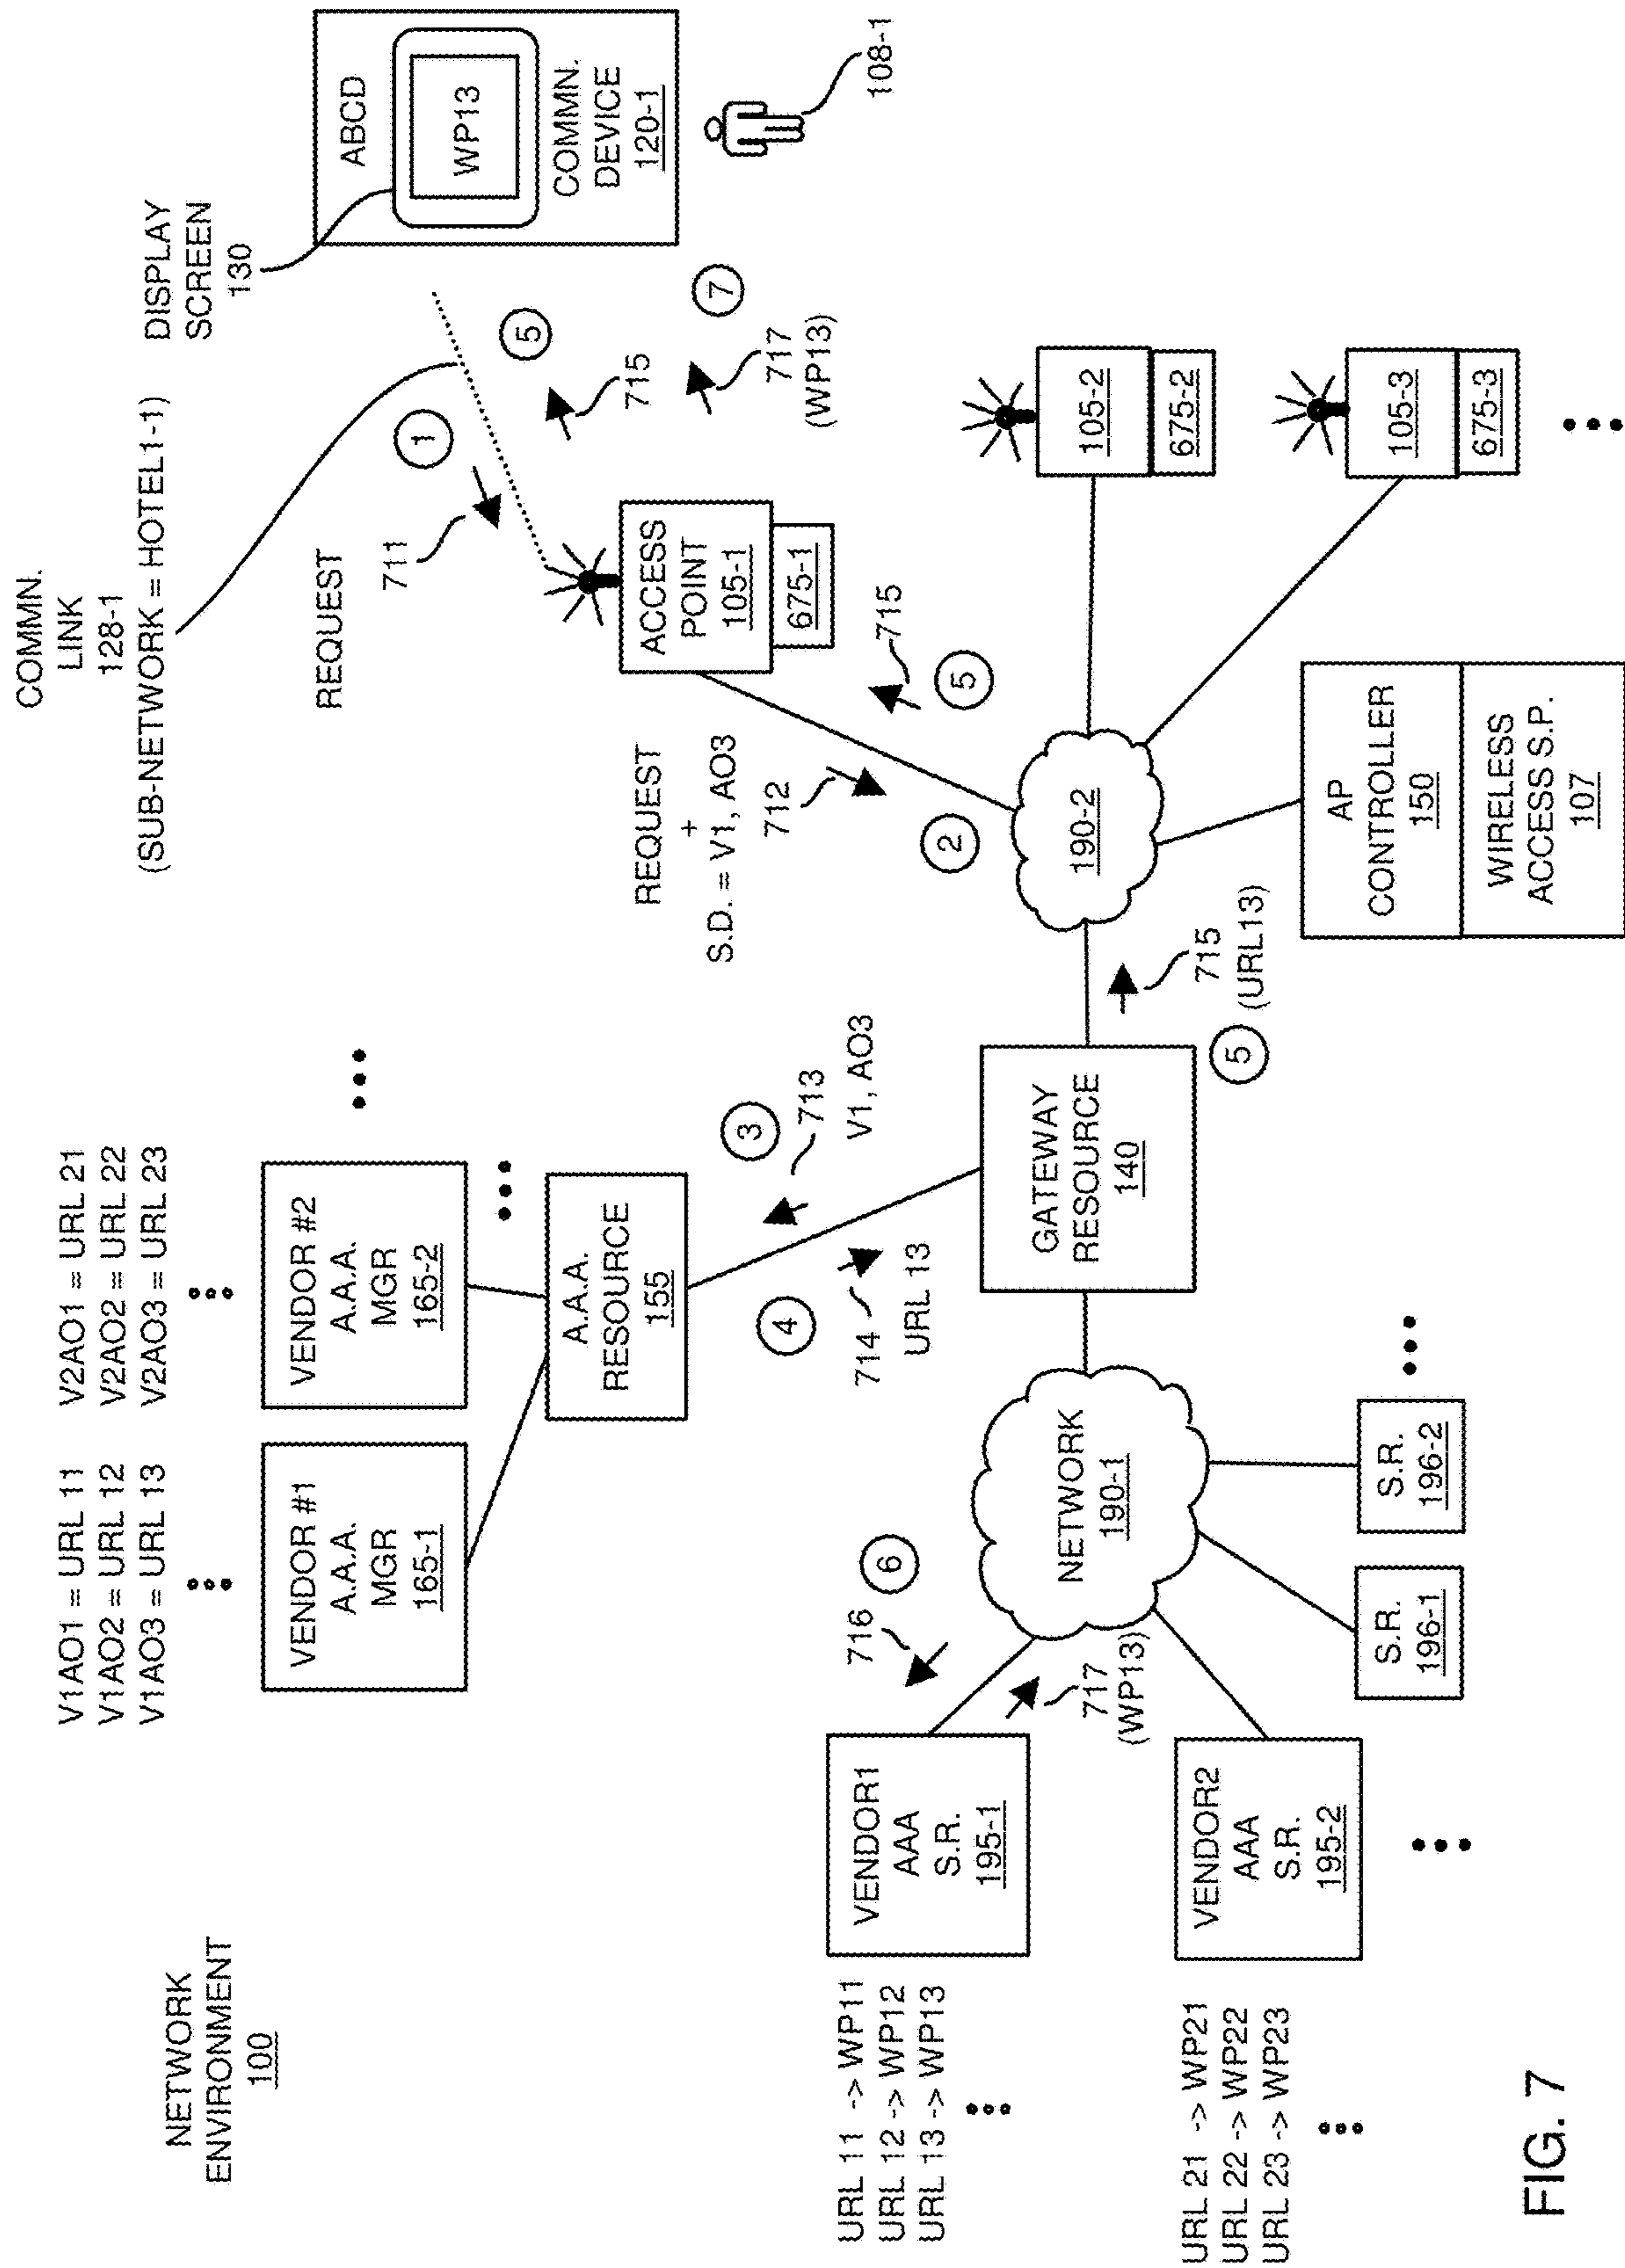 NETWORK
ENVIRONMENT
100
V1AO1 = URL 11
V1AO2 = URL 12
V1AO3 = URL 13
V2AO1 = URL 21
V2AO2 = URL 22
V2AO3 = URL 23
VENDOR #1
A.A.A.
MGR
165-1
VENDOR #2
A.A.A.
MGR
165-2
A.A.A.
RESOURCE
155
COMMN.
LINK
128-1
(SUB-NETWORK = HOTEL1-1)
DISPLAY
SCREEN
130
ABCD
WP13
COMMN.
DEVICE
120-1
108-1
REQUEST
711
1
5
715
7
717
(WP13)
ACCESS
POINT
105-1
675-1
REQUEST
+
S.D. = V1, AO3
712
2
715
5
3
713
V1, AO3
4
714
URL 13
6
716
717
(WP13)
VENDOR1
AAA
S.R.
195-1
URL 11 -> WP11
URL 12 -> WP12
URL 13 -> WP13
VENDOR2
AAA
S.R.
195-2
URL 21 -> WP21
URL 22 -> WP22
URL 23 -> WP23
NETWORK
190-1
GATEWAY
RESOURCE
140
5
715
(URL13)
190-2
105-2
675-2
105-3
675-3
S.R.
196-1
S.R.
196-2
AP
CONTROLLER
150
WIRELESS
ACCESS S.P.
107
FIG. 7